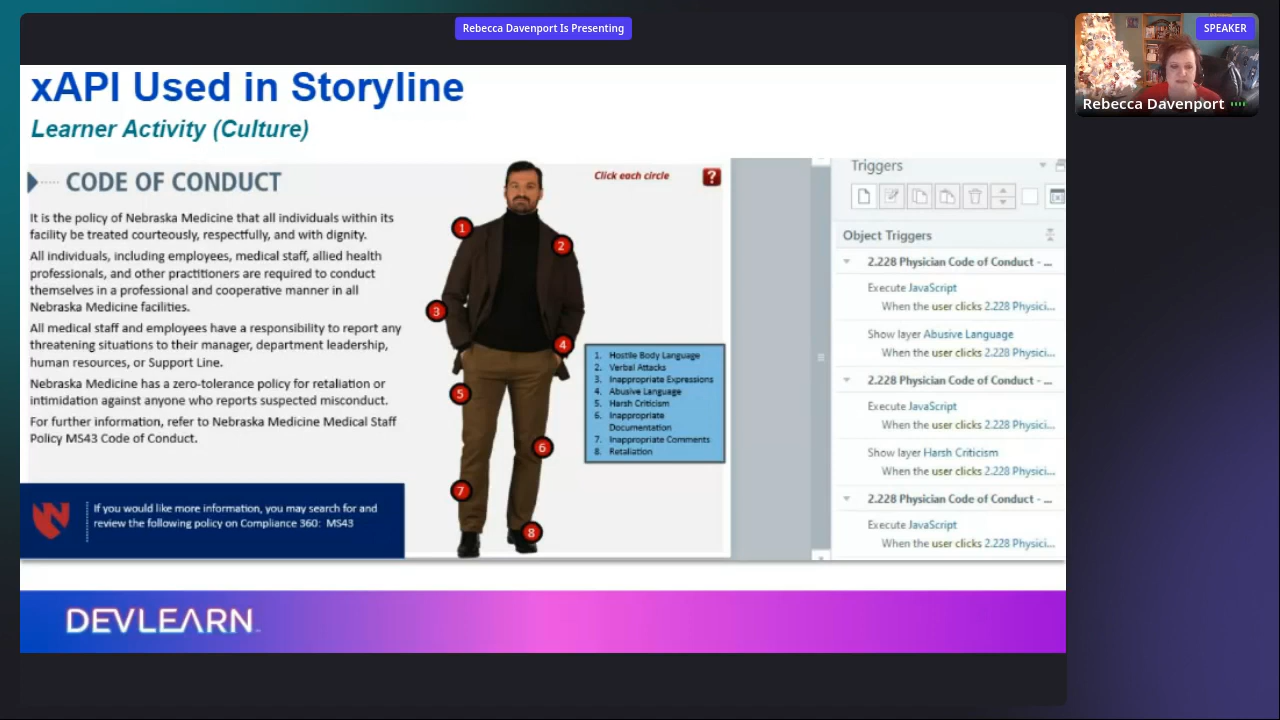 Rebecca Davenport Is Presenting
SPEAKER
Rebecca Davenport
xAPI Used in Storyline
Learner Activity (Culture)
CODE OF CONDUCT
It is the policy of Nebraska Medicine that all individuals within its
facility be treated courteously, respectfully, and with dignity.
All individuals, including employees, medical staff, allied health
professionals, and other practitioners are required to conduct
themselves in a professional and cooperative manner in all
Nebraska Medicine facilities.
All medical staff and employees have a responsibility to report any
threatening situations to their manager, department leadership,
human resources, or Support Line.
Nebraska Medicine has a zero-tolerance policy for retaliation or
intimidation against anyone who reports suspected misconduct.
For further information, refer to Nebraska Medicine Medical Staff
Policy MS43 Code of Conduct.
If you would like more information, you may search for and
review the following policy on Compliance 360: MS43
Click each circle
?
1
2
3
4
5
6
7
8
1. Hostile Body Language
2. Verbal Attacks
3. Inappropriate Expressions
4. Abusive Language
5. Harsh Criticism
6. Inappropriate
Documentation
7. Inappropriate Comments
8. Retaliation
Triggers
Object Triggers
2.228 Physician Code of Conduct - ...
Execute JavaScript
When the user clicks 2.228 Physici...
Show layer Abusive Language
When the user clicks 2.228 Physici...
2.228 Physician Code of Conduct - ...
Execute JavaScript
When the user clicks 2.228 Physici...
Show layer Harsh Criticism
When the user clicks 2.228 Physici...
2.228 Physician Code of Conduct - ...
Execute JavaScript
When the user clicks 2.228 Physici...
DEVLEARN